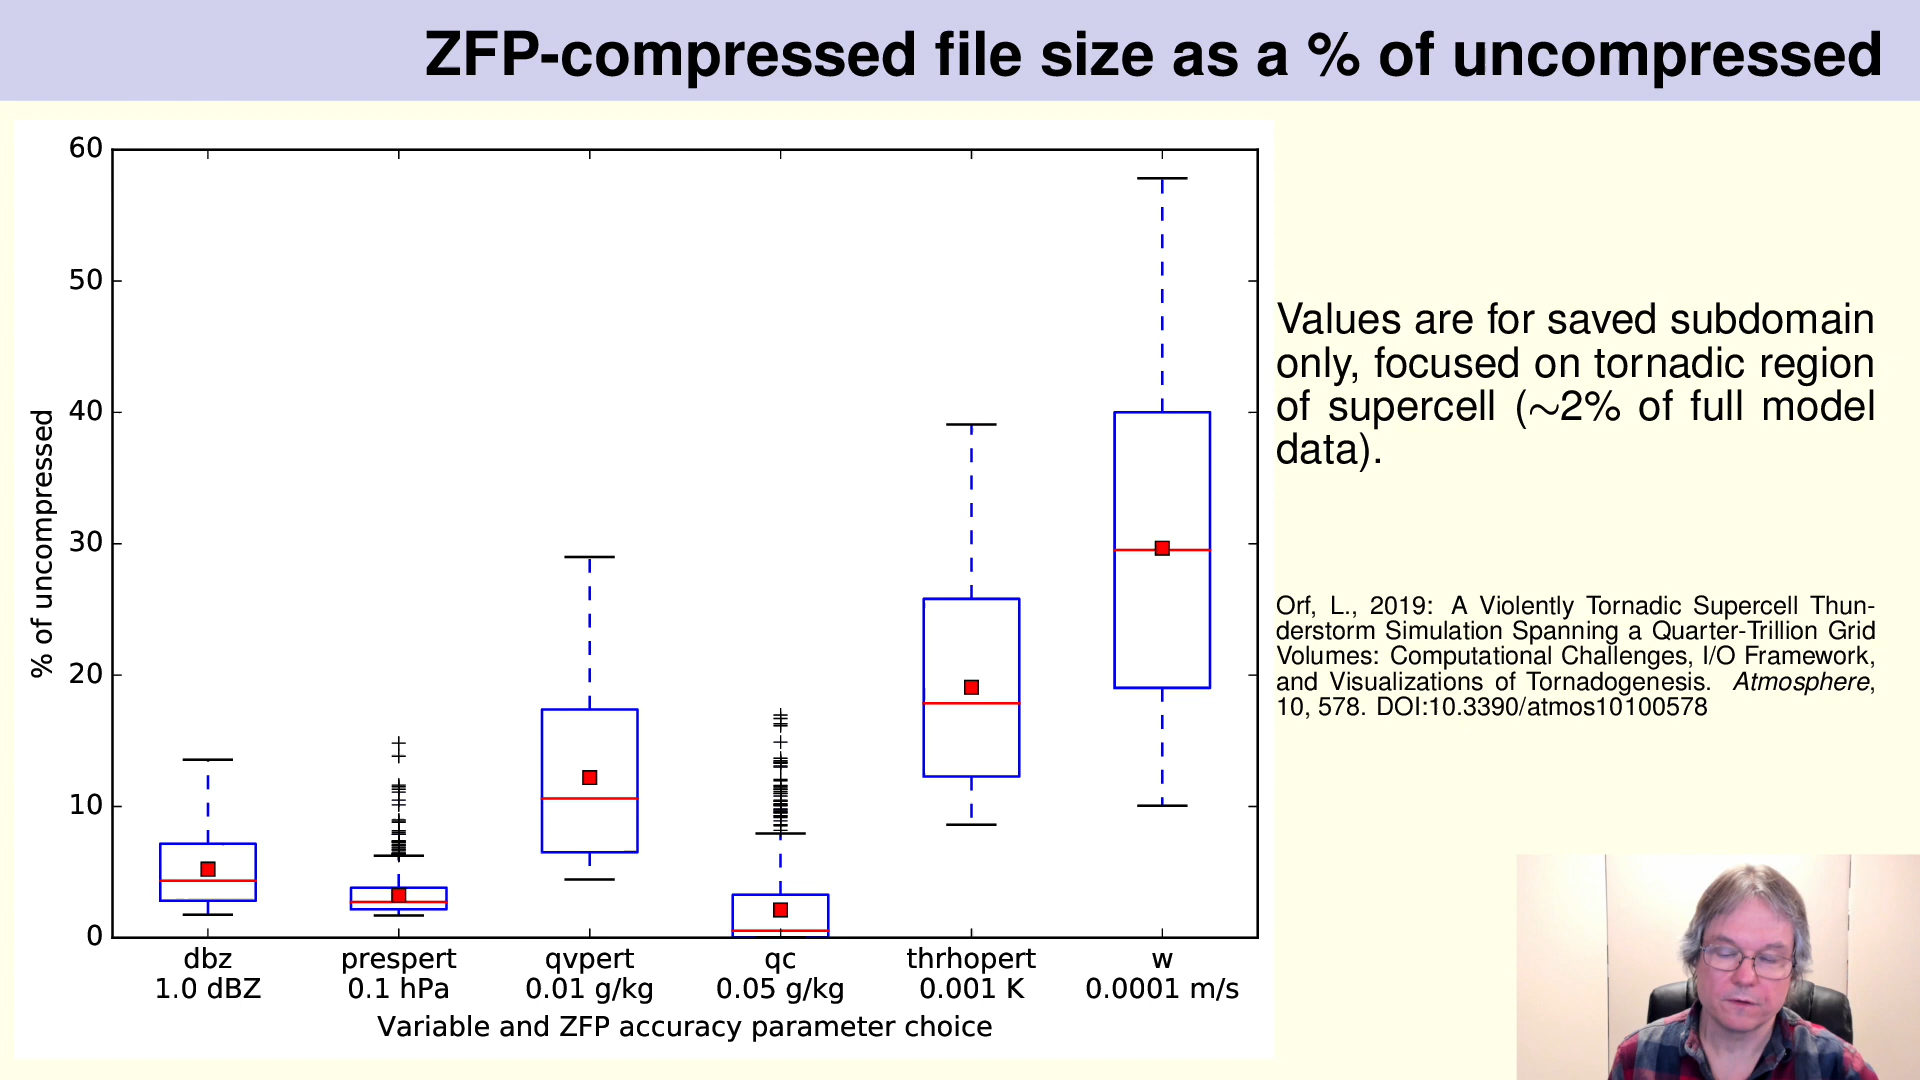 ZFP-compressed file size as a % of uncompressed
60
50
40
30
20
10
0
% of uncompressed
dbz prespert qvpert qc thrhopert w
1.0 dBZ 0.1 hPa 0.01 g/kg 0.05 g/kg 0.001 K 0.0001 m/s
Variable and ZFP accuracy parameter choice
Values are for saved subdomain
only, focused on tornadic region
of supercell (~2% of full model
data).
Orf, L., 2019: A Violently Tornadic Supercell Thun-
derstorm Simulation Spanning a Quarter-Trillion Grid
Volumes: Computational Challenges, I/O Framework,
and Visualizations of Tornadogenesis. Atmosphere,
10, 578. DOI:10.3390/atmos10100578